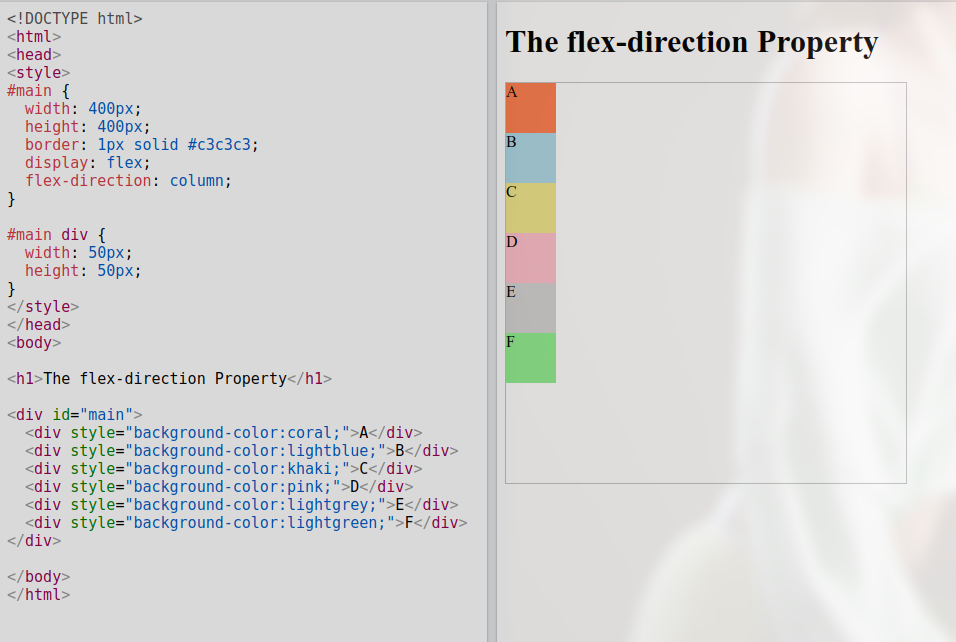 <!DOCTYPE html>
<html>
<head>
<style>
#main {
  width: 400px;
  height: 400px;
  border: 1px solid #c3c3c3;
  display: flex;
  flex-direction: column;
}

#main div {
  width: 50px;
  height: 50px;
}
</style>
</head>
<body>

<h1>The flex-direction Property</h1>

<div id="main">
  <div style="background-color:coral;">A</div>
  <div style="background-color:lightblue;">B</div>
  <div style="background-color:khaki;">C</div>
  <div style="background-color:pink;">D</div>
  <div style="background-color:lightgrey;">E</div>
  <div style="background-color:lightgreen;">F</div>
</div>

</body>
</html>
The flex-direction Property
A
B
C
D
E
F